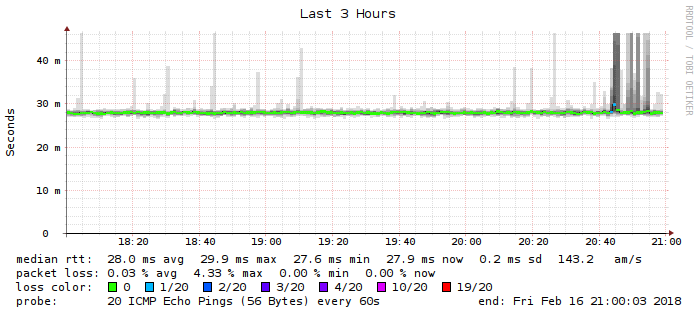 Last 3 Hours
RRDTOOL / TOBI OETIKER
Seconds
40 m
30 m
20 m
10 m
0
18:20 18:40 19:00 19:20 19:40 20:00 20:20 20:40 21:00
median rtt: 28.0 ms avg 29.9 ms max 27.6 ms min 27.9 ms now 0.2 ms sd 143.2 am/s
packet loss: 0.03 % avg 4.33 % max 0.00 % min 0.00 % now
loss color: 0 1/20 2/20 3/20 4/20 10/20 19/20
probe: 20 ICMP Echo Pings (56 Bytes) every 60s end: Fri Feb 16 21:00:03 2018